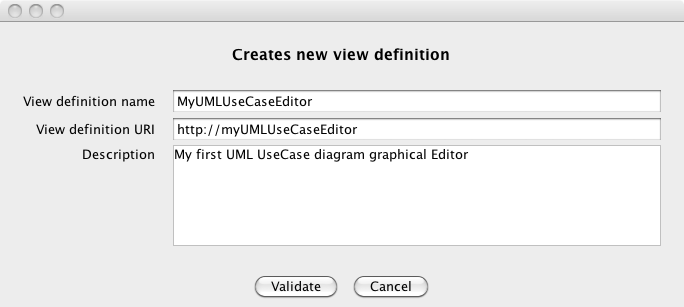 Creates new view definition
View definition name MyUMLUseCaseEditor
View definition URI http://myUMLUseCaseEditor
Description My first UML UseCase diagram graphical Editor
Validate Cancel